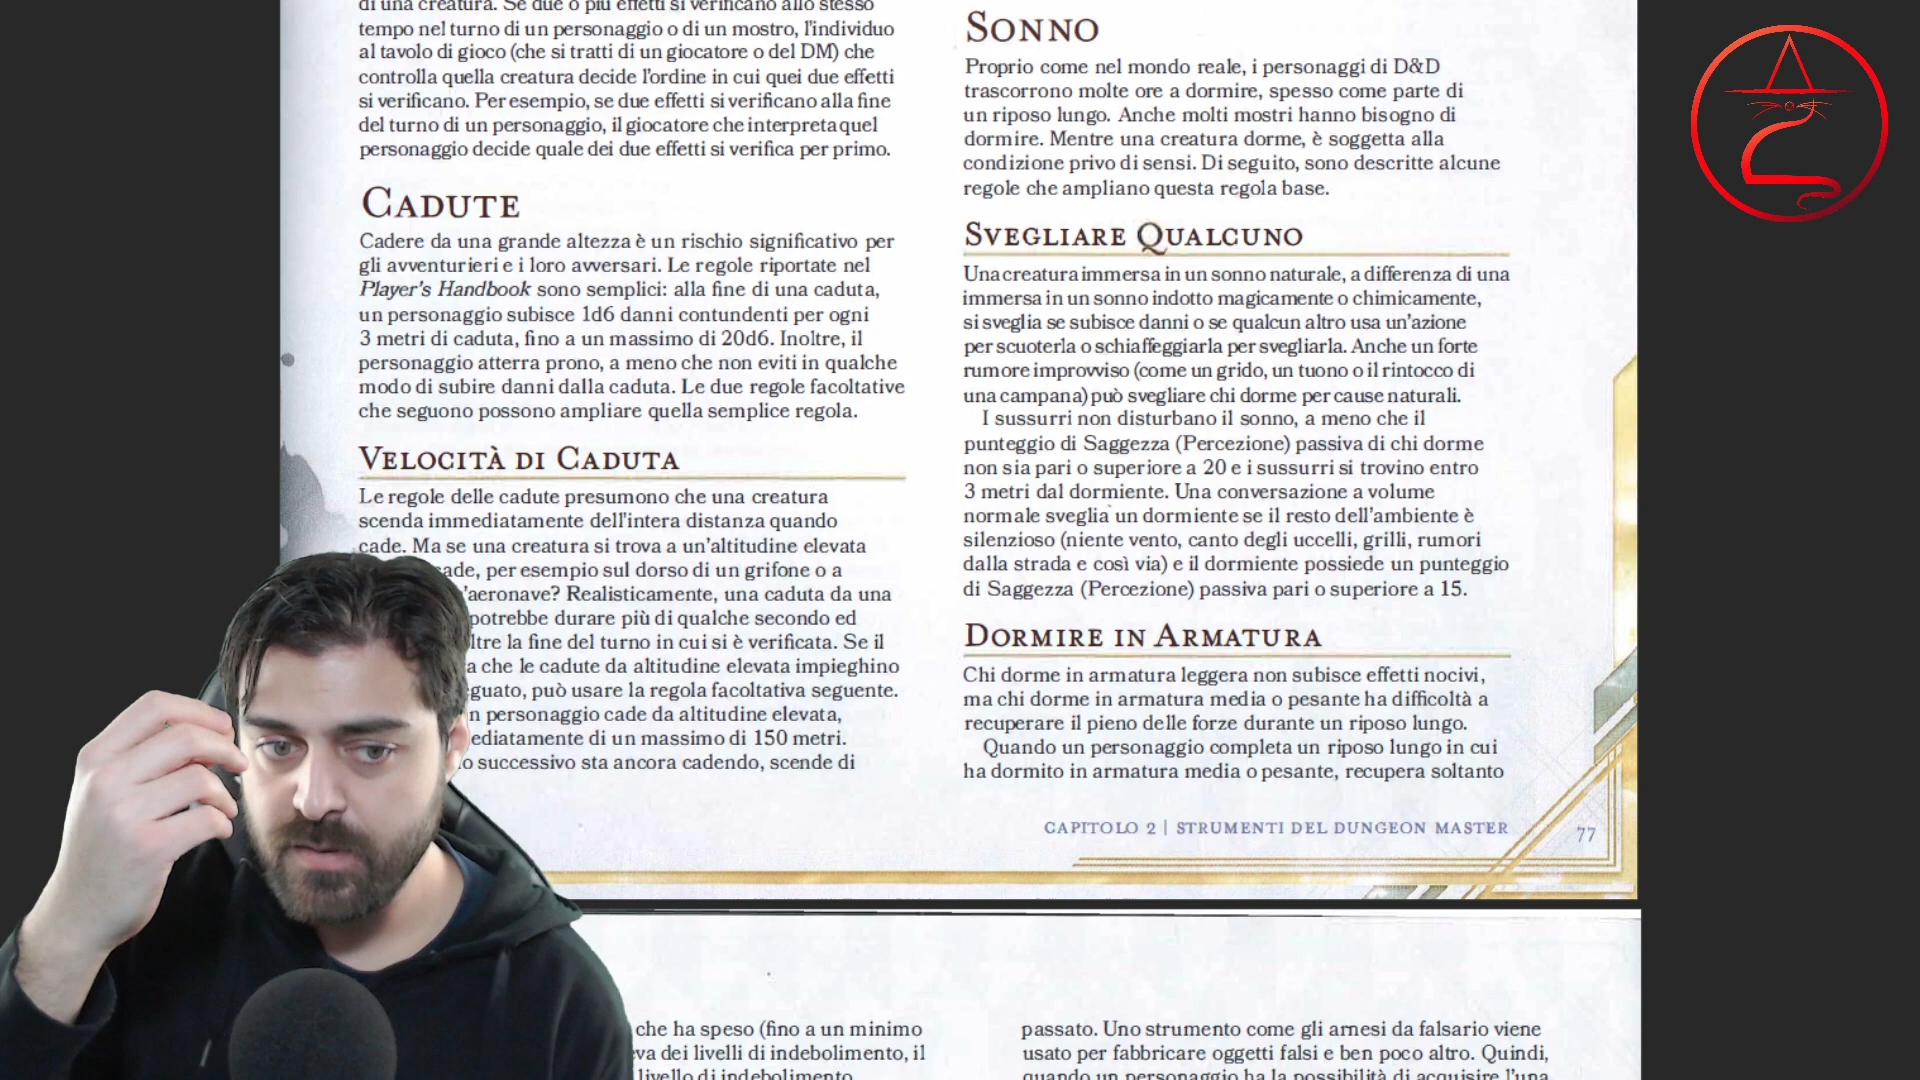 di una creatura. Se due o più effetti si verificano allo stesso
tempo nel turno di un personaggio o di un mostro, l'individuo
al tavolo di gioco (che si tratti di un giocatore o del DM) che
controlla quella creatura decide l'ordine in cui quei due effetti
si verificano. Per esempio, se due effetti si verificano alla fine
del turno di un personaggio, il giocatore che interpreta quel
personaggio decide quale dei due effetti si verifica per primo.
CADUTE
Cadere da una grande altezza è un rischio significativo per
gli avventurieri e i loro avversari. Le regole riportate nel
Player's Handbook sono semplici: alla fine di una caduta,
un personaggio subisce 1d6 danni contundenti per ogni
3 metri di caduta, fino a un massimo di 20d6. Inoltre, il
personaggio atterra prono, a meno che non eviti in qualche
modo di subire danni dalla caduta. Le due regole facoltative
che seguono possono ampliare quella semplice regola.
VELOCITÀ DI CADUTA
Le regole delle cadute presumono che una creatura
scenda immediatamente dell'intera distanza quando
cade. Ma se una creatura si trova a un'altitudine elevata
per esempio sul dorso di un grifone o a
aeronave? Realisticamente, una caduta da una
potrebbe durare più di qualche secondo ed
la fine del turno in cui si è verificata. Se il
che le cadute da altitudine elevata impieghino
può usare la regola facoltativa seguente.
personaggio cade da altitudine elevata,
di un massimo di 150 metri.
successivo sta ancora cadendo, scende di
SONNO
Proprio come nel mondo reale, i personaggi di D&D
trascorrono molte ore a dormire, spesso come parte di
un riposo lungo. Anche molti mostri hanno bisogno di
dormire. Mentre una creatura dorme, è soggetta alla
condizione privo di sensi. Di seguito, sono descritte alcune
regole che ampliano questa regola base.
SVEGLIARE QUALCUNO
Una creatura immersa in un sonno naturale, a differenza di una
immersa in un sonno indotto magicamente o chimicamente,
si sveglia se subisce danni o se qualcun altro usa un'azione
per scuoterla o schiaffeggiarla per svegliarla. Anche un forte
rumore improvviso (come un grido, un tuono o il rintocco di
una campana) può svegliare chi dorme per cause naturali.
I sussurri non disturbano il sonno, a meno che il
punteggio di Saggezza (Percezione) passiva di chi dorme
non sia pari o superiore a 20 e i sussurri si trovino entro
3 metri dal dormiente. Una conversazione a volume
normale sveglia un dormiente se il resto dell'ambiente è
silenzioso (niente vento, canto degli uccelli, grilli, rumori
dalla strada e così via) e il dormiente possiede un punteggio
di Saggezza (Percezione) passiva pari o superiore a 15.
DORMIRE IN ARMATURA
Chi dorme in armatura leggera non subisce effetti nocivi,
ma chi dorme in armatura media o pesante ha difficoltà a
recuperare il pieno delle forze durante un riposo lungo.
Quando un personaggio completa un riposo lungo in cui
ha dormito in armatura media o pesante, recupera soltanto
CAPITOLO 2 | STRUMENTI DEL DUNGEON MASTER
77
che ha speso (fino a un minimo
dei livelli di indebolimento, il
livello di indebolimento
passato. Uno strumento come gli arnesi da falsario viene
usato per fabbricare oggetti falsi e ben poco altro. Quindi,
quando un personaggio ha la possibilità di acquisire l'una